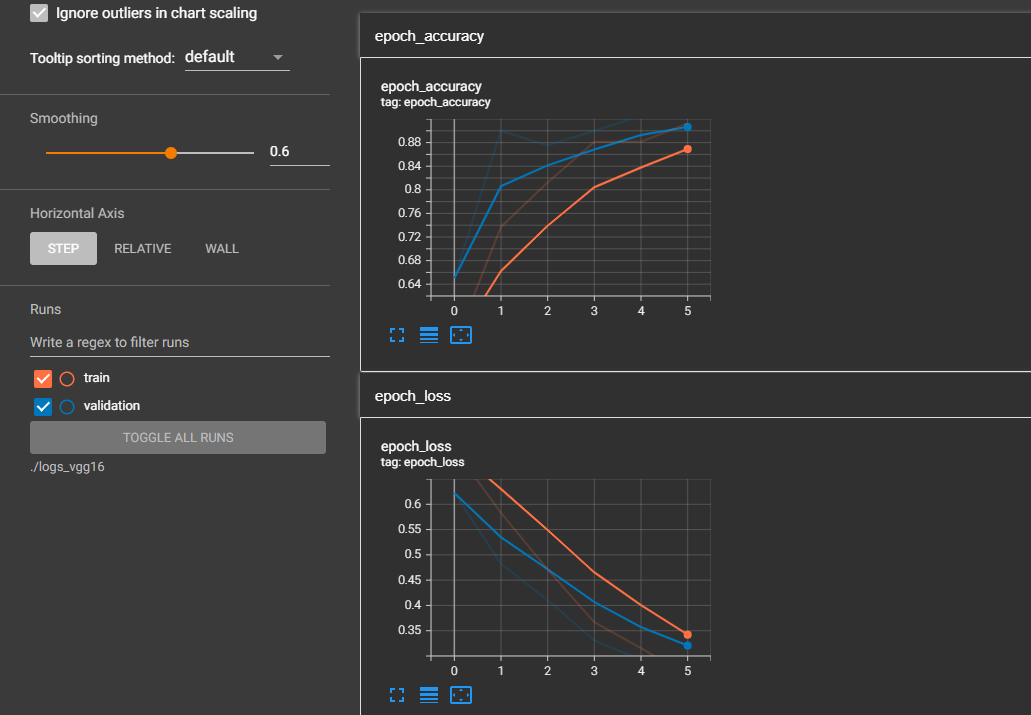 Ignore outliers in chart scaling
Tooltip sorting method: default
Smoothing
0.6
Horizontal Axis
STEP RELATIVE WALL
Runs
Write a regex to filter runs
train
validation
TOGGLE ALL RUNS
./logs_vgg16
epoch_accuracy
epoch_accuracy
tag: epoch_accuracy
0.88
0.84
0.8
0.76
0.72
0.68
0.64
0 1 2 3 4 5
epoch_loss
epoch_loss
tag: epoch_loss
0.6
0.55
0.5
0.45
0.4
0.35
0 1 2 3 4 5